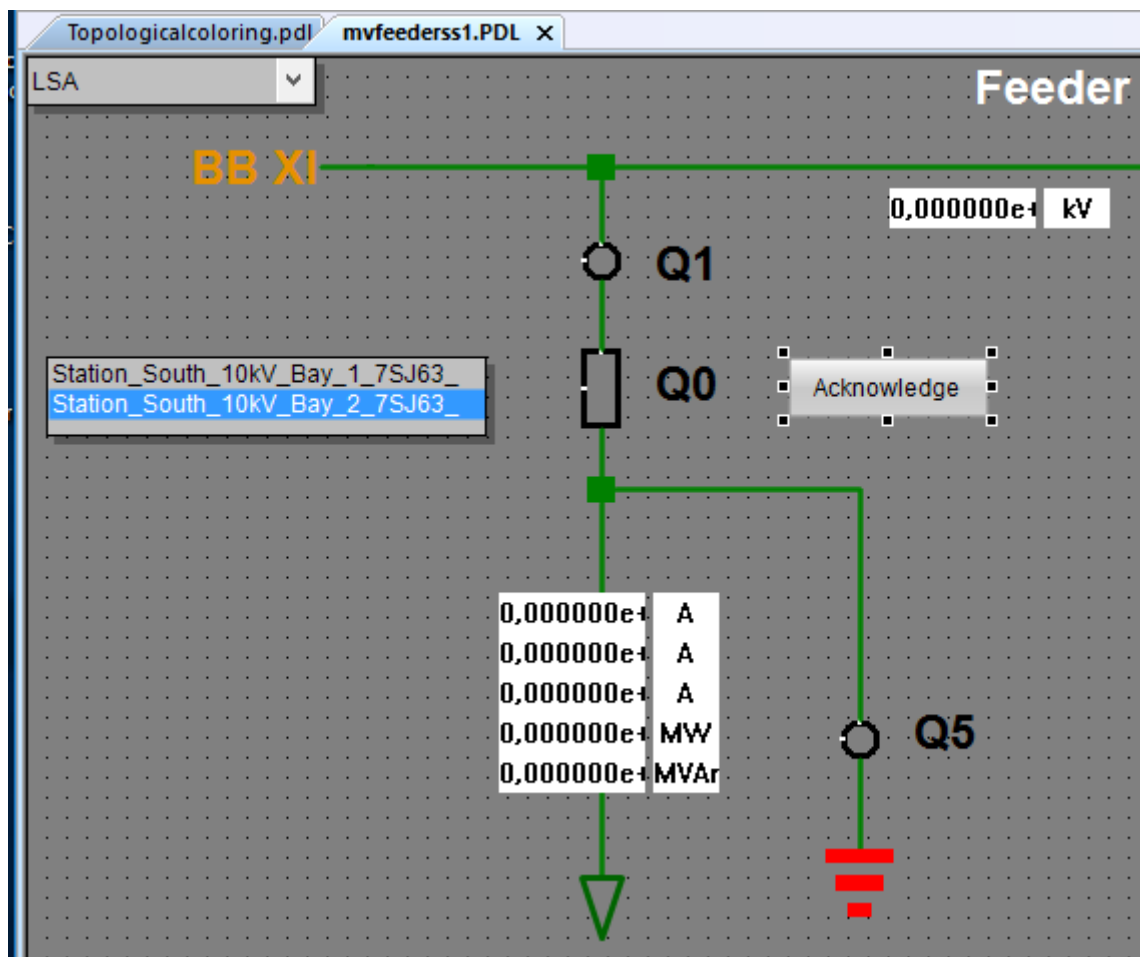 Topologicalcoloring.pdl
mvfeederss1.PDL
LSA
Feeder
BB XI
0,000000e+ kV
Q1
Station_South_10kV_Bay_1_7SJ63_
Station_South_10kV_Bay_2_7SJ63_
Q0
Acknowledge
0,000000e+ A
0,000000e+ A
0,000000e+ A
0,000000e+ MW
0,000000e+ MVAr
Q5